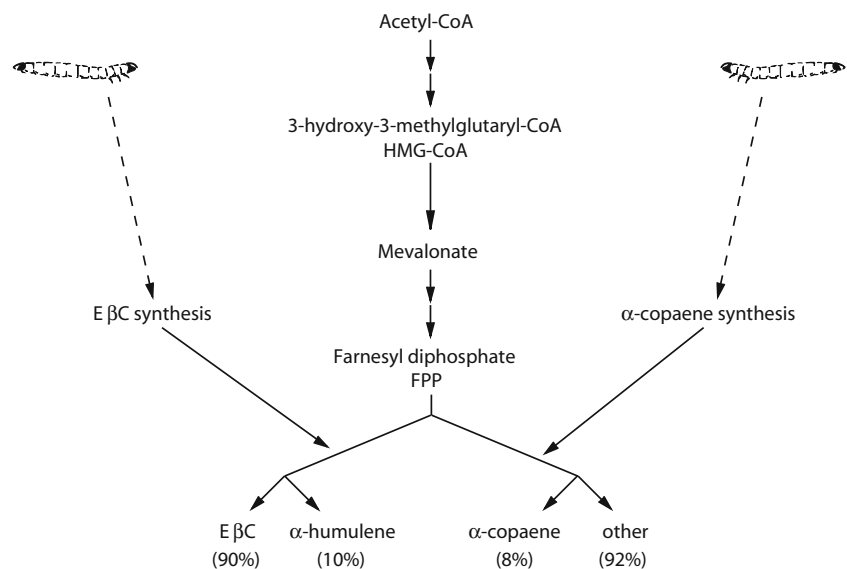 Acetyl-CoA
3-hydroxy-3-methylglutaryl-CoA
HMG-CoA
Mevalonate
E βC synthesis
α-copaene synthesis
Farnesyl diphosphate
FPP
E βC α-humulene α-copaene other
(90%) (10%) (8%) (92%)